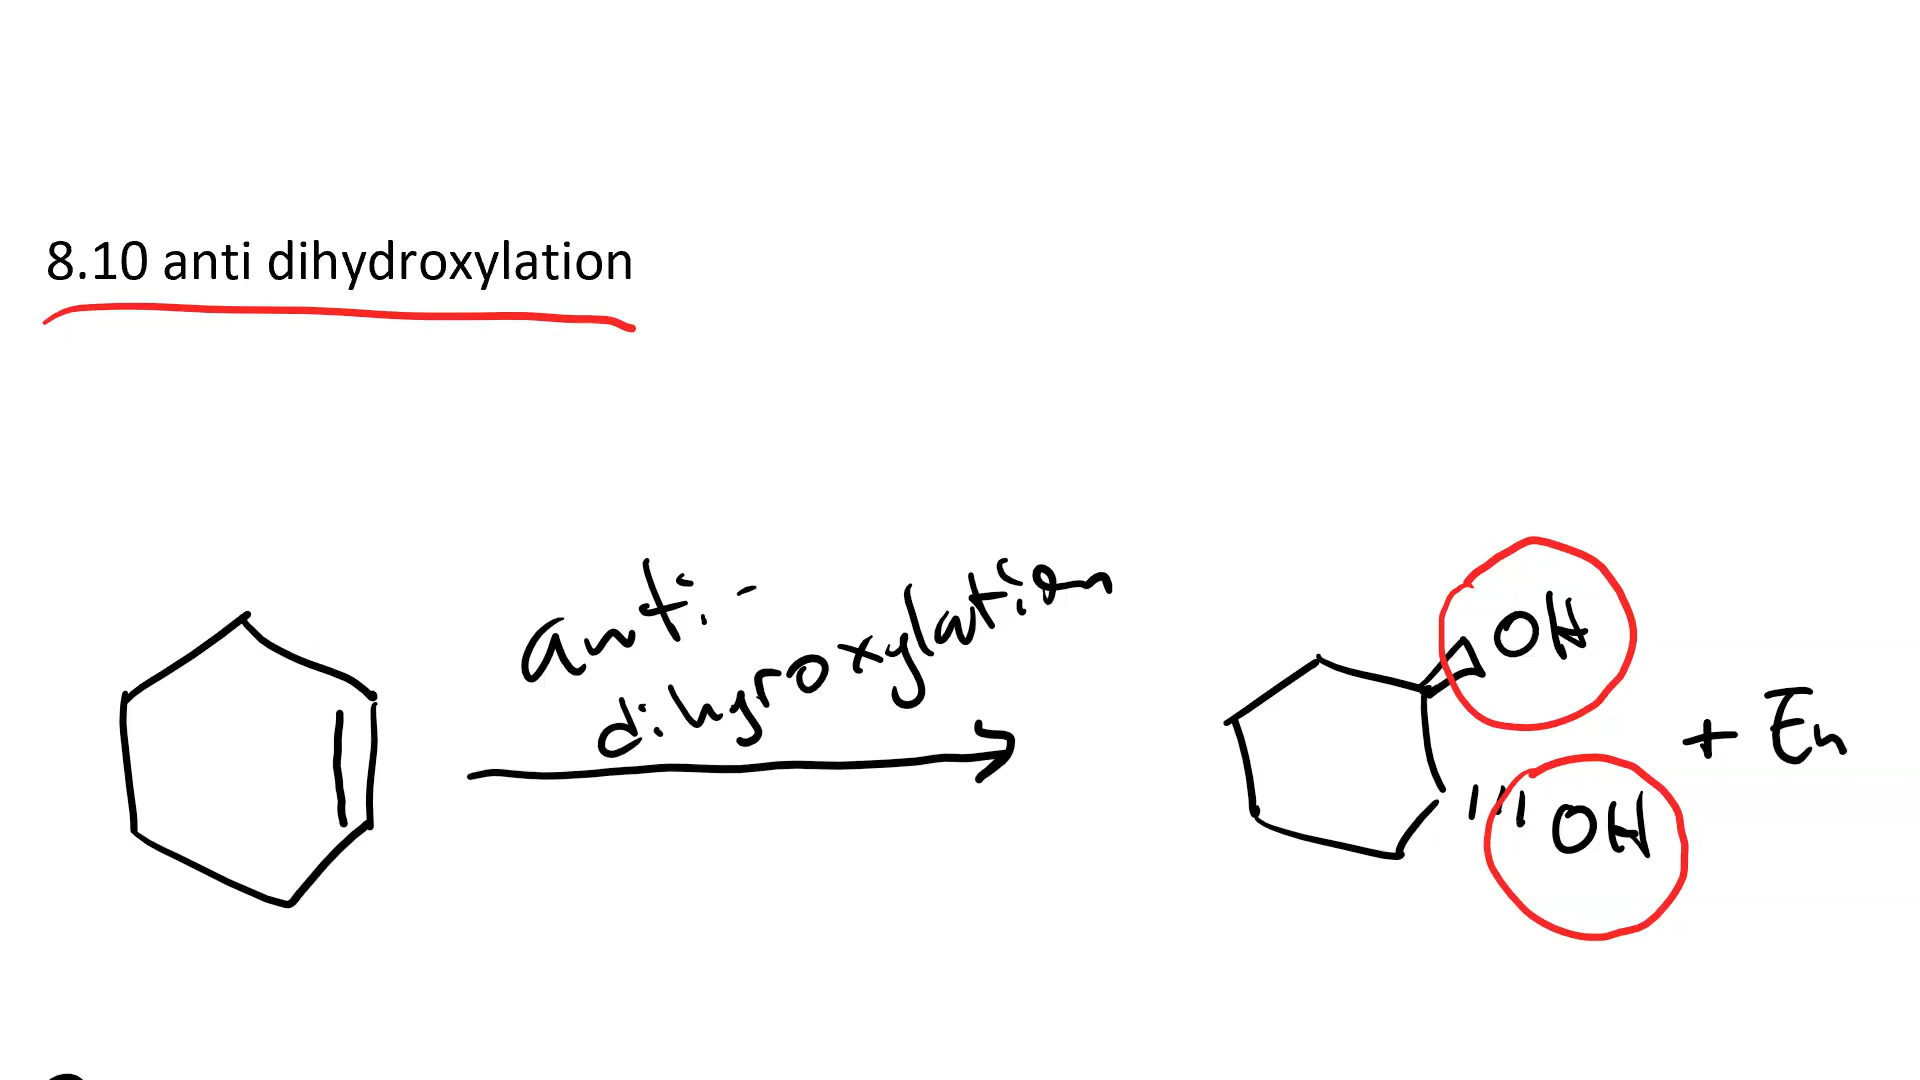 8.10 anti dihydroxylation
anti-
dihyroxylation
OH
+ En
OH